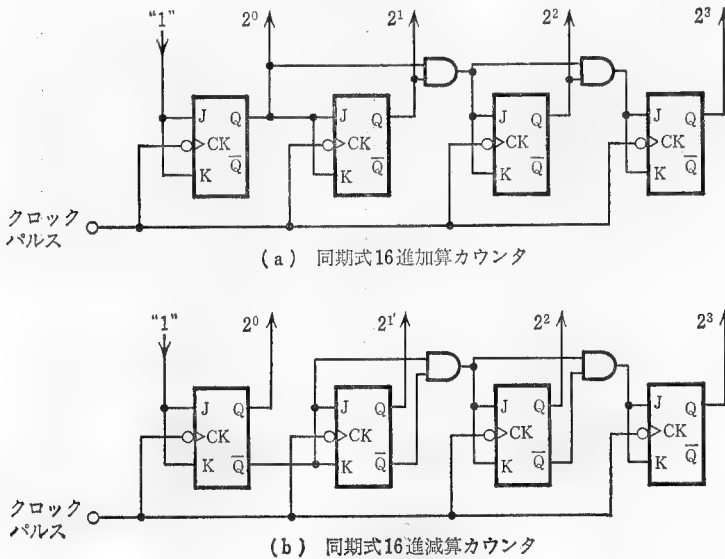 “1” 2⁰ 2¹ 2² 2³
J Q J Q J Q J Q
CK CK CK CK
K Q̅ K Q̅ K Q̅ K Q̅
クロック
パルス
(a) 同期式16進加算カウンタ
“1” 2⁰ 2¹′ 2² 2³
J Q J Q J Q J Q
CK CK CK CK
K Q̅ K Q̅ K Q̅ K Q̅
クロック
パルス
(b) 同期式16進減算カウンタ